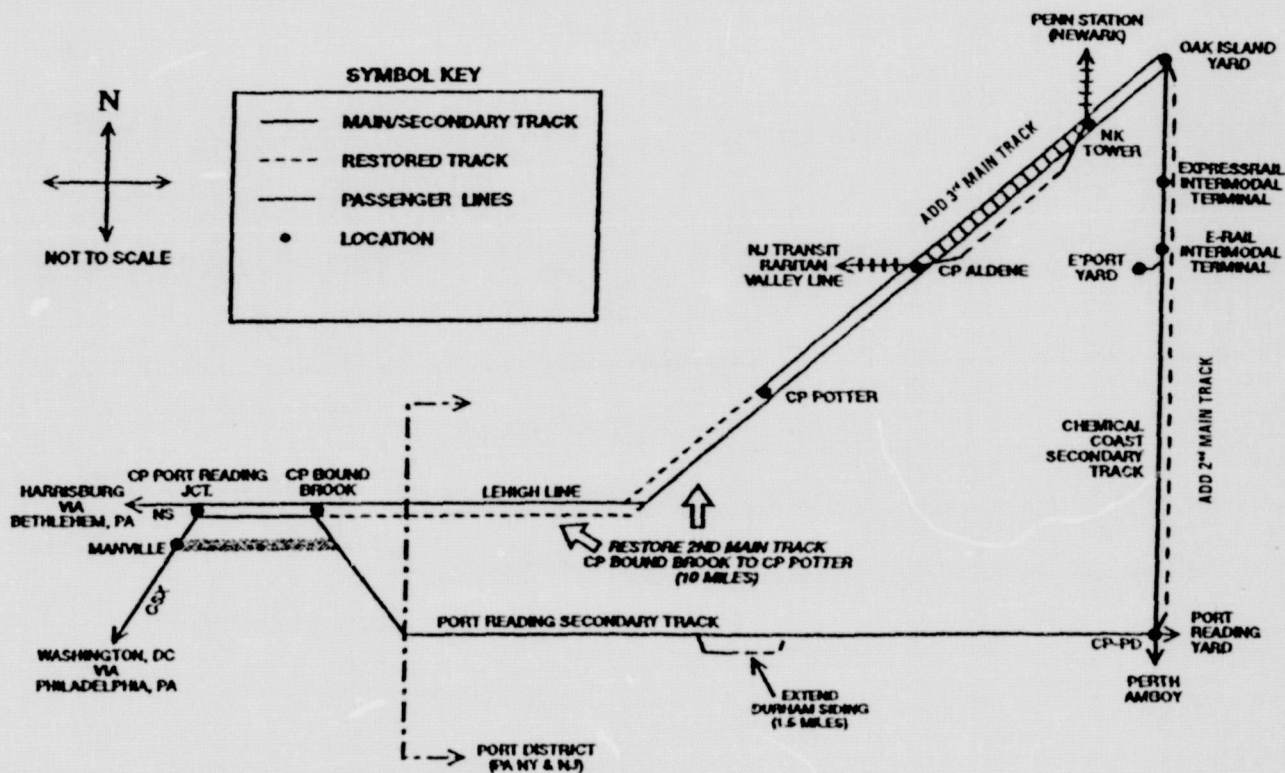 PENN STATION
(NEWARK)
OAK ISLAND
YARD
SYMBOL KEY
N
MAIN/SECONDARY TRACK
RESTORED TRACK
PASSENGER LINES
LOCATION
NOT TO SCALE
ADD 3rd MAIN TRACK
NK
TOWER
EXPRESSRAIL
INTERMODAL
TERMINAL
NJ TRANSIT
RARITAN
VALLEY LINE
CP ALDENE
E'PORT
YARD
E-RAIL
INTERMODAL
TERMINAL
CP POTTER
CHEMICAL
COAST
SECONDARY
TRACK
ADD 2nd MAIN TRACK
CP PORT READING
JCT.
CP BOUND
BROOK
LEHIGH LINE
HARRISBURG
VIA
BETHLEHEM, PA
NS
MANVILLE
RESTORE 2ND MAIN TRACK
CP BOUND BROOK TO CP POTTER
(10 MILES)
CSX
PORT READING SECONDARY TRACK
CP-PD
PORT
READING
YARD
WASHINGTON, DC
VIA
PHILADELPHIA, PA
PERTH
AMBOY
EXTEND
DURHAM SIDING
(1.5 MILES)
PORT DISTRICT
(PA NY & NJ)